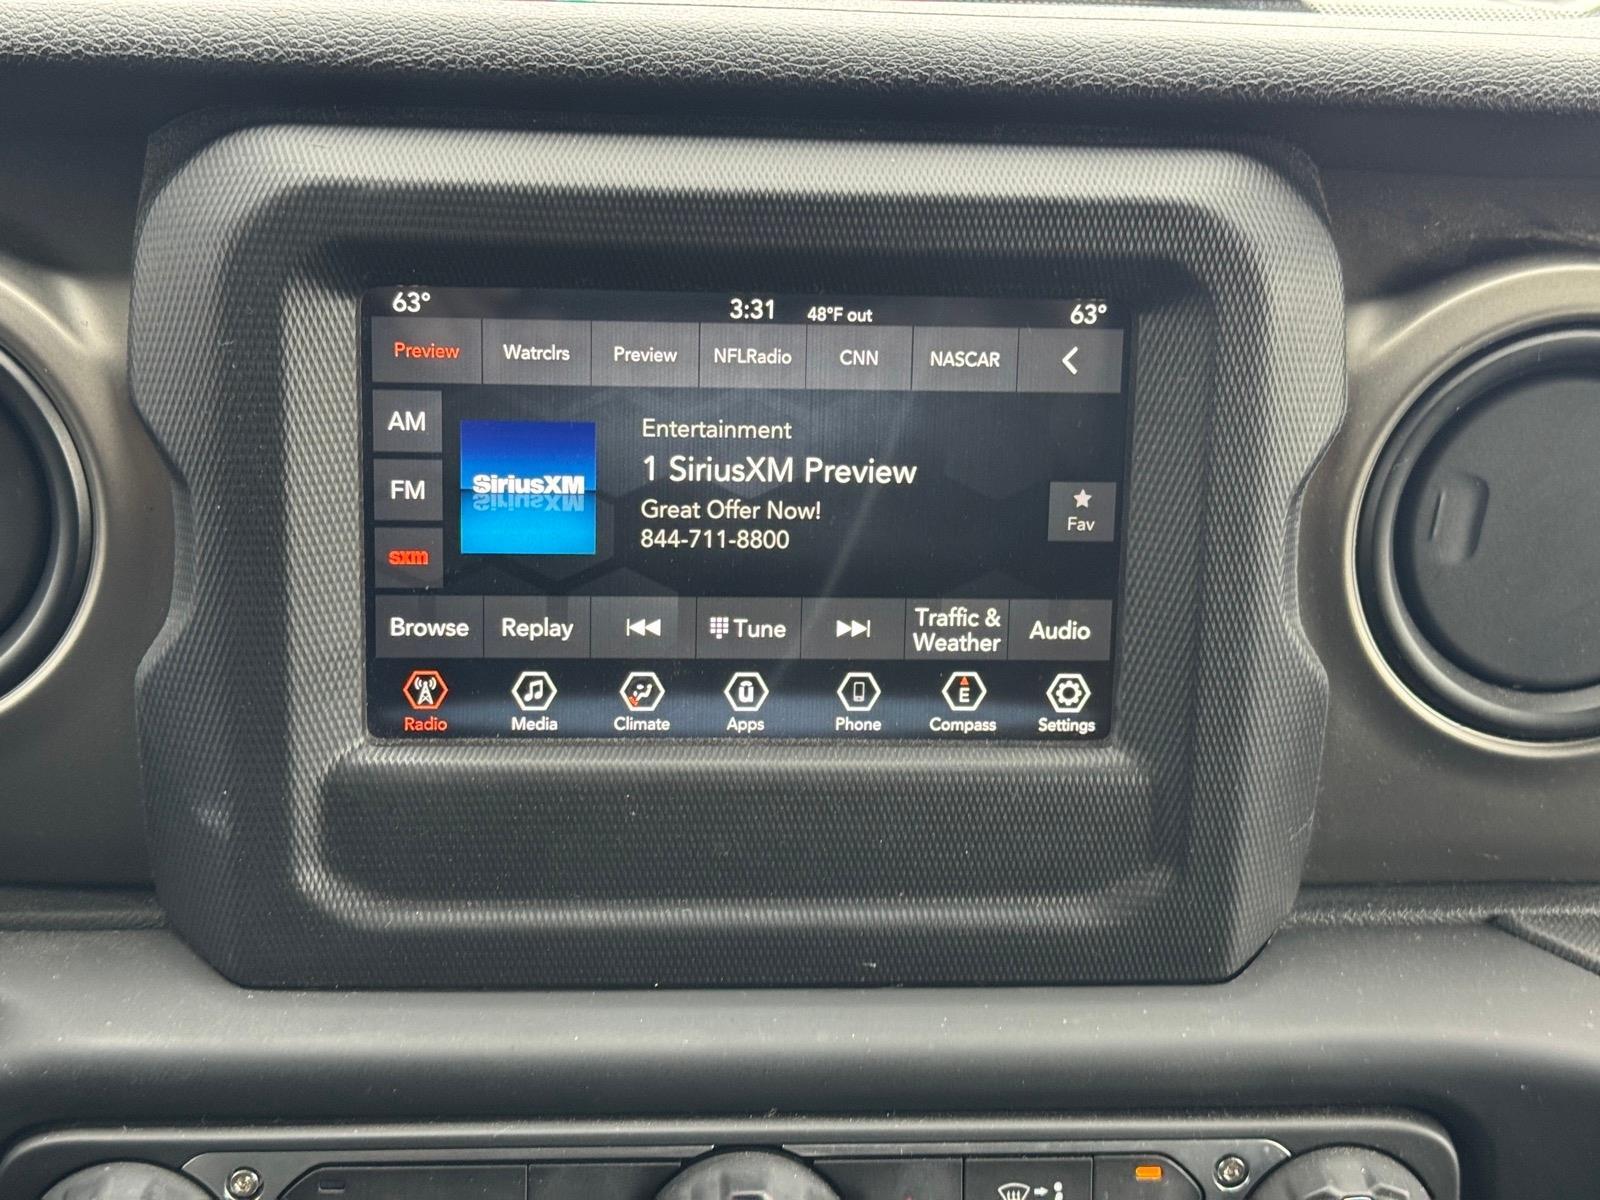 63° 3:31 48°F out 63°
Preview Watrclrs Preview NFLRadio CNN NASCAR
AM
FM
sxm
SiriusXM
Entertainment
1 SiriusXM Preview
Great Offer Now!
844-711-8800
Fav
Browse Replay Tune Traffic & Weather Audio
E
Radio Media Climate Apps Phone Compass Settings